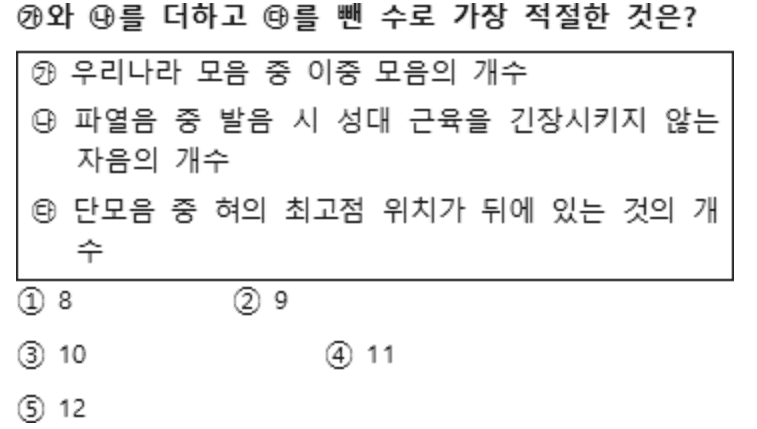 ㉮와 ㉯를 더하고 ㉰를 뺀 수로 가장 적절한 것은?
㉮ 우리나라 모음 중 이중 모음의 개수
㉯ 파열음 중 발음 시 성대 근육을 긴장시키지 않는
자음의 개수
㉰ 단모음 중 혀의 최고점 위치가 뒤에 있는 것의 개
수
① 8 ② 9
③ 10 ④ 11
⑤ 12